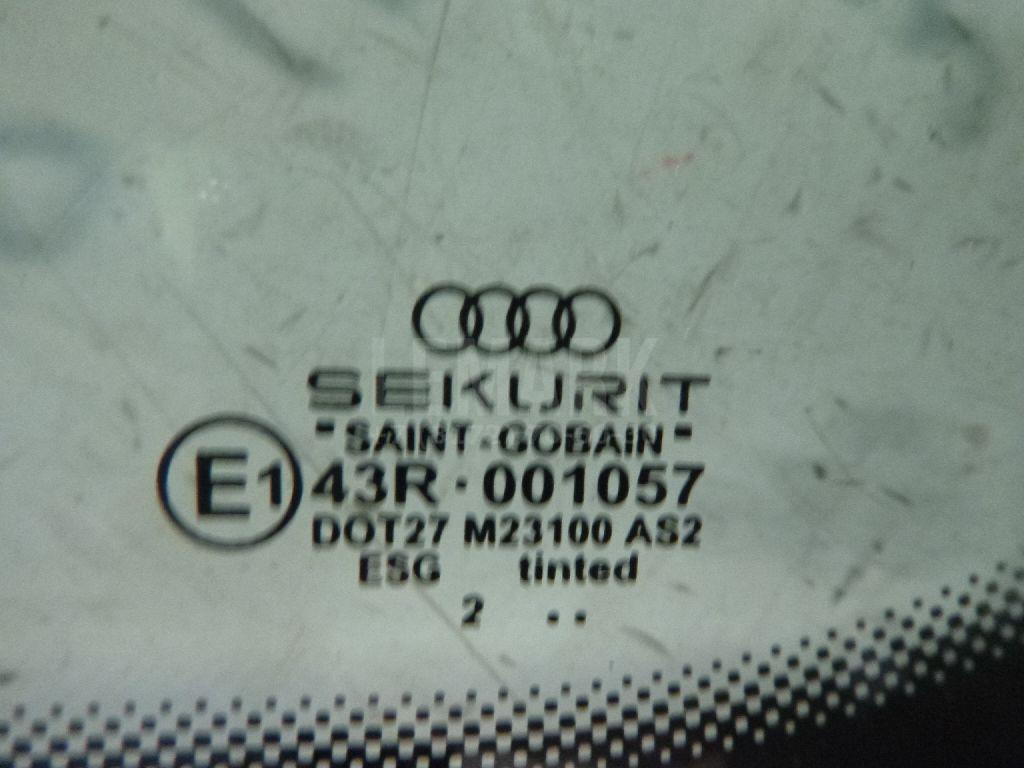 SEKURIT
"SAINT-GOBAIN"
E1 43R·001057
DOT27 M23100 AS2
ESG tinted
2 ..